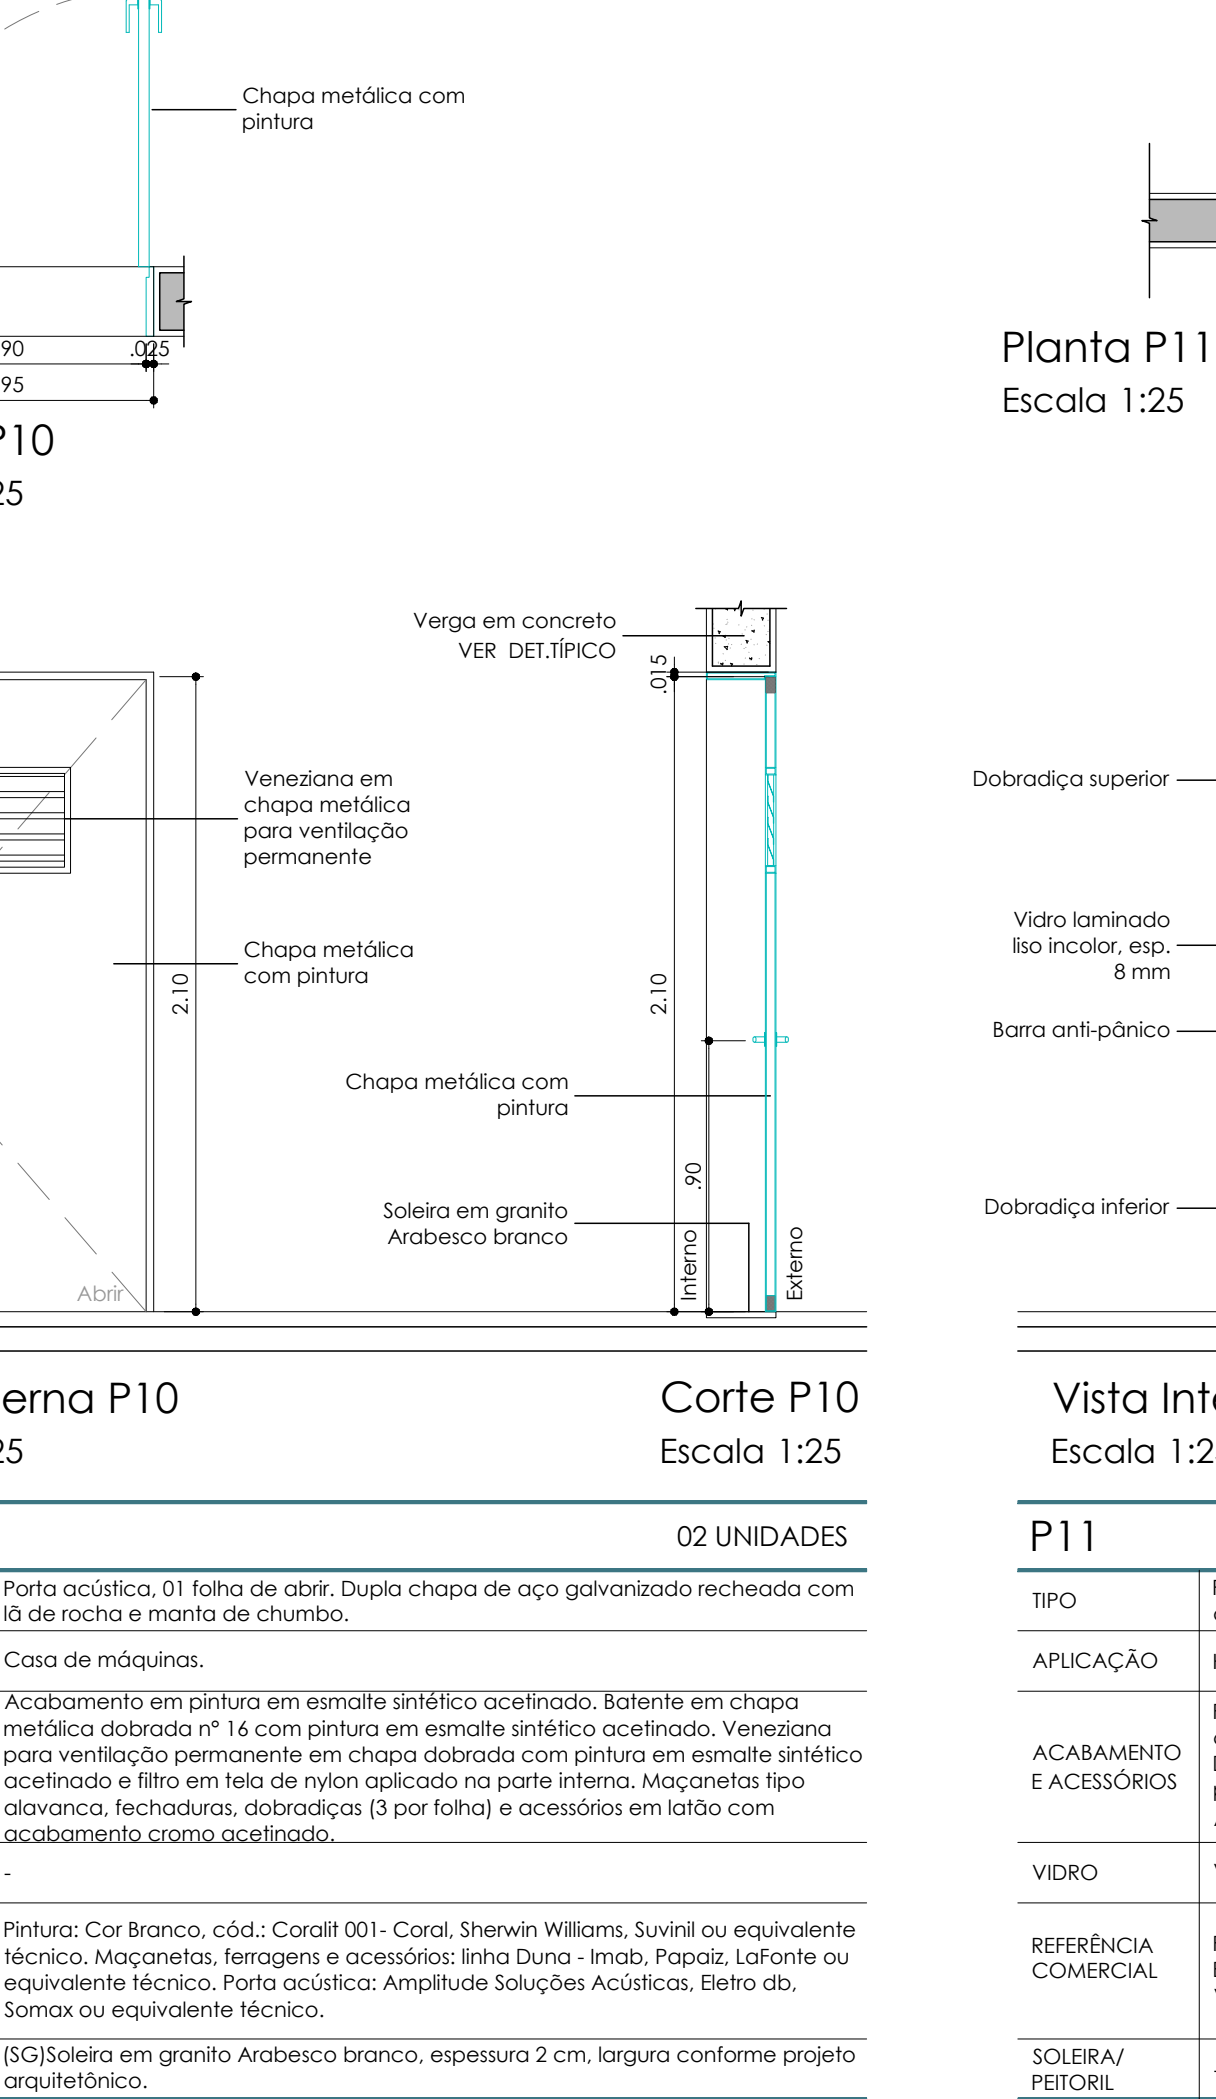 Chapa metálica com
pintura
90
.025
95
P10
25
Planta P11
Escala 1:25
Verga em concreto
VER DET.TÍPICO
.015
Veneziana em
chapa metálica
para ventilação
permanente
Chapa metálica
com pintura
2.10
2.10
Chapa metálica com
pintura
.90
Soleira em granito
Arabesco branco
Interno
Externo
Abrir
Dobradiça superior
Vidro laminado
liso incolor, esp.
8 mm
Barra anti-pânico
Dobradiça inferior
erna P10
25
Corte P10
Escala 1:25
Vista Inte
Escala 1:2
02 UNIDADES
Porta acústica, 01 folha de abrir. Dupla chapa de aço galvanizado recheada com
lã de rocha e manta de chumbo.
Casa de máquinas.
Acabamento em pintura em esmalte sintético acetinado. Batente em chapa
metálica dobrada nº 16 com pintura em esmalte sintético acetinado. Veneziana
para ventilação permanente em chapa dobrada com pintura em esmalte sintético
acetinado e filtro em tela de nylon aplicado na parte interna. Maçanetas tipo
alavanca, fechaduras, dobradiças (3 por folha) e acessórios em latão com
acabamento cromo acetinado.
-
Pintura: Cor Branco, cód.: Coralit 001- Coral, Sherwin Williams, Suvinil ou equivalente
técnico. Maçanetas, ferragens e acessórios: linha Duna - Imab, Papaiz, LaFonte ou
equivalente técnico. Porta acústica: Amplitude Soluções Acústicas, Eletro db,
Somax ou equivalente técnico.
(SG)Soleira em granito Arabesco branco, espessura 2 cm, largura conforme projeto
arquitetônico.
P11
TIPO
APLICAÇÃO
ACABAMENTO
E ACESSÓRIOS
VIDRO
REFERÊNCIA
COMERCIAL
SOLEIRA/
PEITORIL